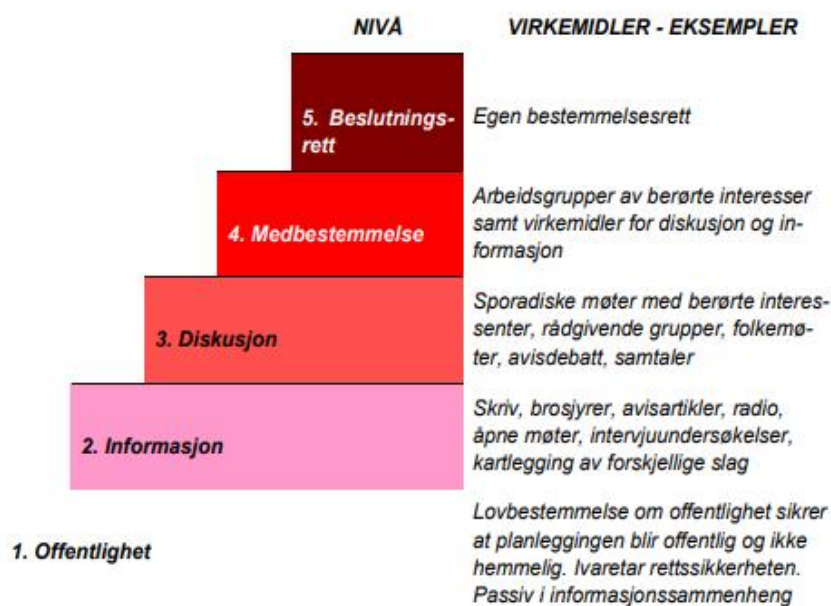 NIVÅ VIRKEMIDLER - EKSEMPLER
5. Beslutnings-
rett
Egen bestemmelsesrett
4. Medbestemmelse
Arbeidsgrupper av berørte interesser
samt virkemidler for diskusjon og in-
formasjon
3. Diskusjon
Sporadiske møter med berørte interes-
senter, rådgivende grupper, folkemø-
ter, avisdebatt, samtaler
2. Informasjon
Skriv, brosjyrer, avisartikler, radio,
åpne møter, intervjuundersøkelser,
kartlegging av forskjellige slag
1. Offentlighet
Lovbestemmelse om offentlighet sikrer
at planleggingen blir offentlig og ikke
hemmelig. Ivaretar rettssikkerheten.
Passiv i informasjonssammenheng